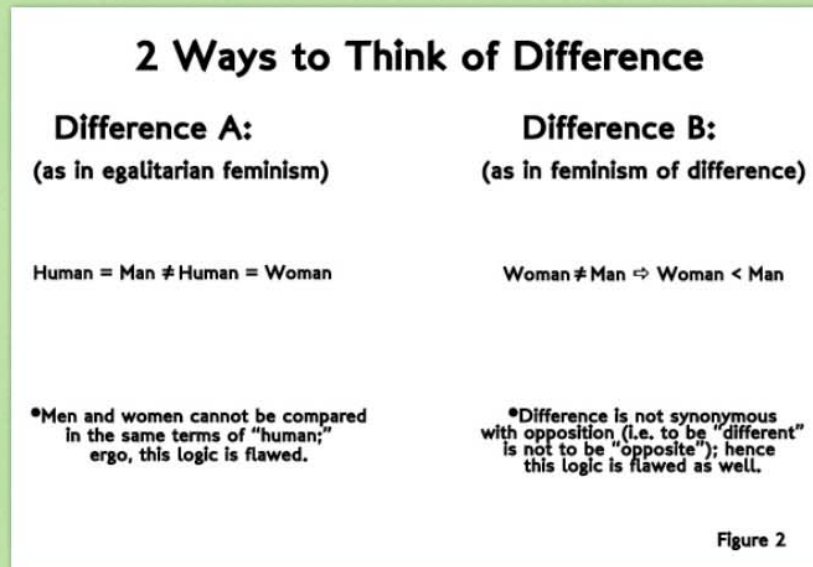 2 Ways to Think of Difference
Difference A:
(as in egalitarian feminism)
Human = Man ≠ Human = Woman
•Men and women cannot be compared
in the same terms of “human;”
ergo, this logic is flawed.
Difference B:
(as in feminism of difference)
Woman ≠ Man ⇨ Woman < Man
•Difference is not synonymous
with opposition (i.e. to be "different"
is not to be "opposite"); hence
this logic is flawed as well.
Figure 2